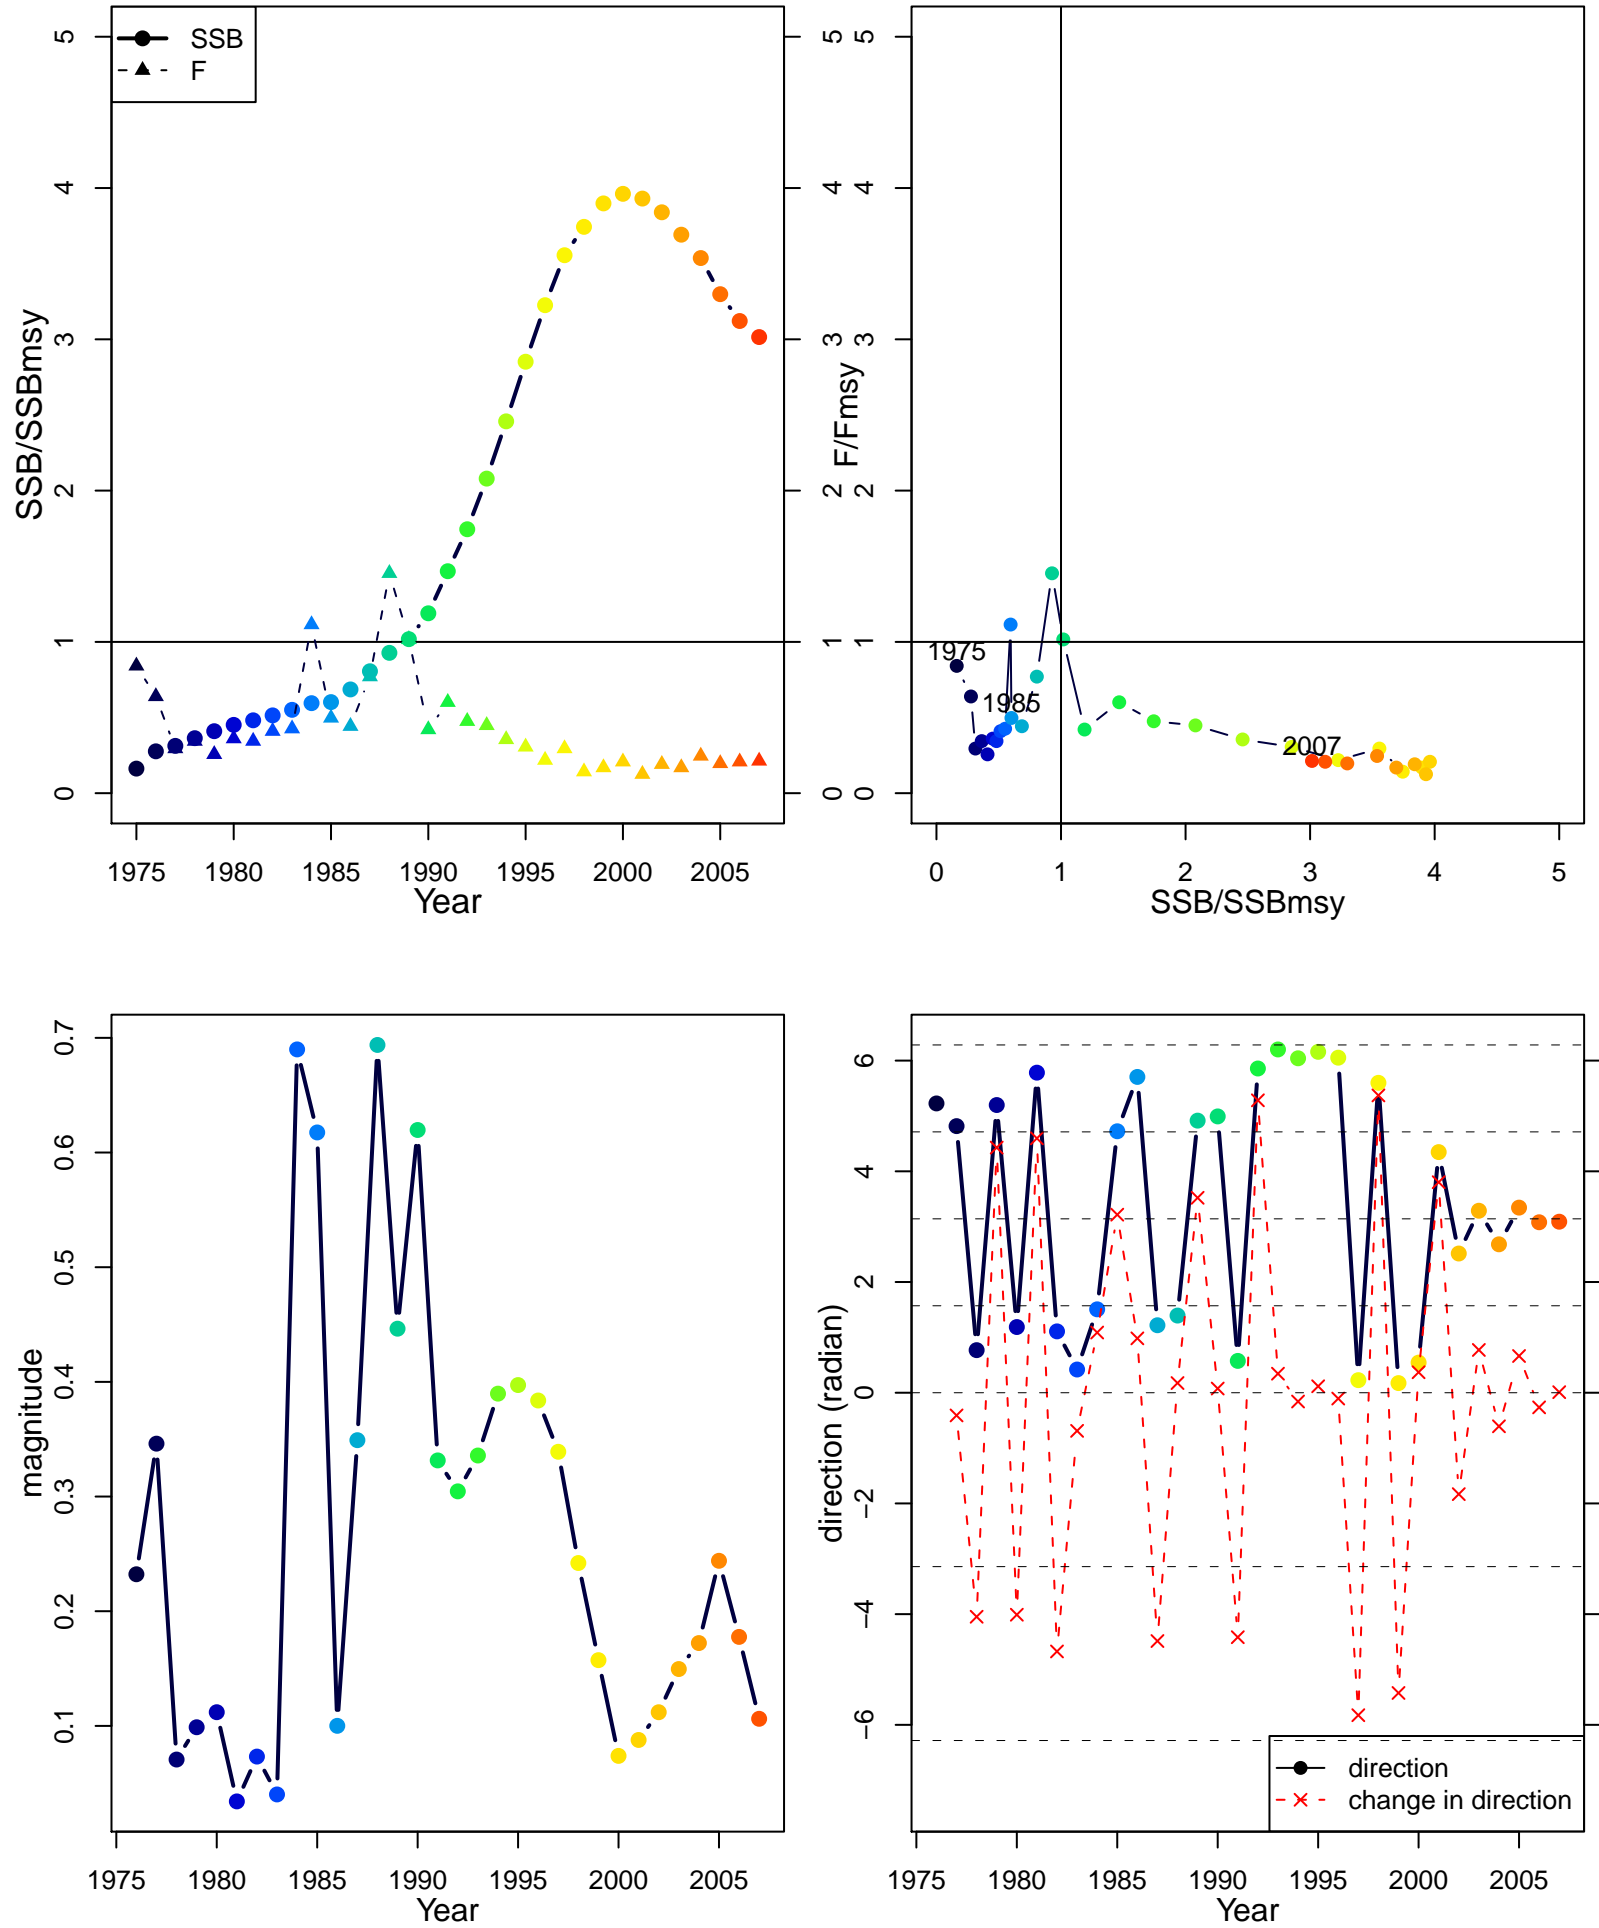 SSB
F
SSB/SSBmsy
0 1 2 3 4 5
0 1 2 3 4 5
1975 1980 1985 1990 1995 2000 2005
Year
F/Fmsy
0 1 2 3 4 5
1975
1985
2007
0 1 2 3 4 5
SSB/SSBmsy
magnitude
0.1 0.2 0.3 0.4 0.5 0.6 0.7
1975 1980 1985 1990 1995 2000 2005
Year
direction (radian)
−6 −4 −2 0 2 4 6
direction
change in direction
1975 1980 1985 1990 1995 2000 2005
Year